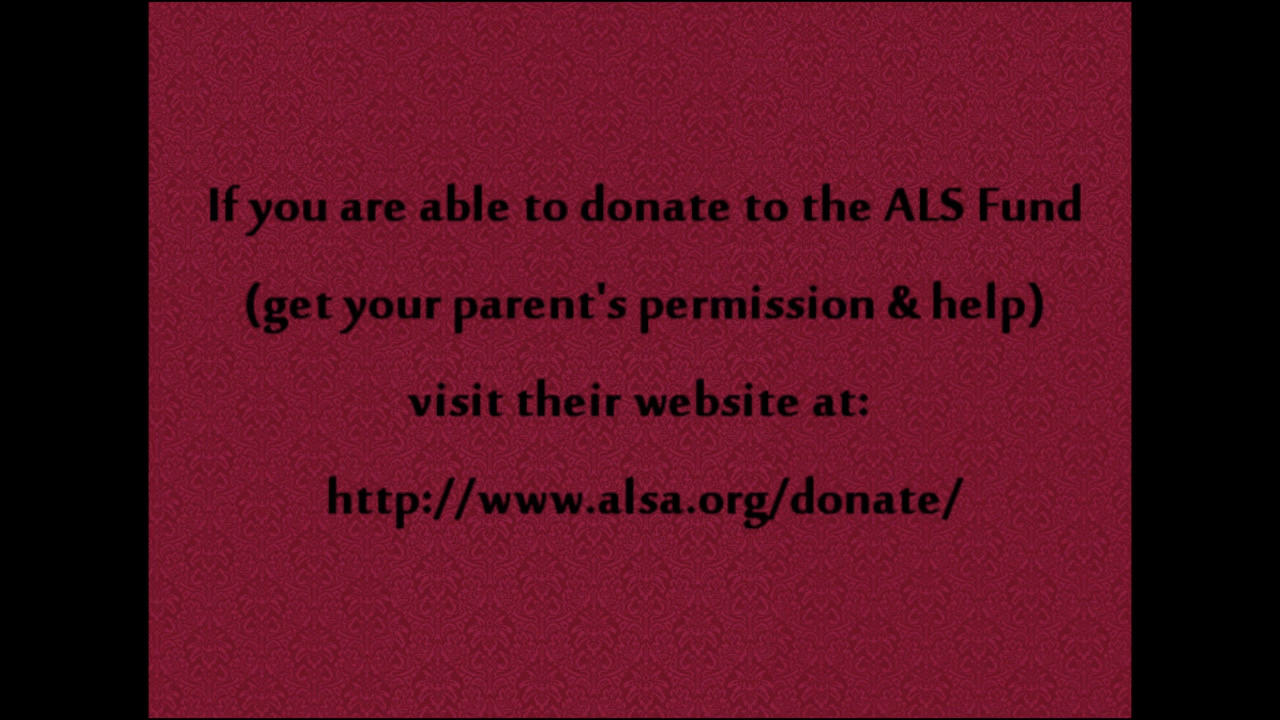 If you are able to donate to the ALS Fund
(get your parent's permission & help)
visit their website at:
http://www.alsa.org/donate/